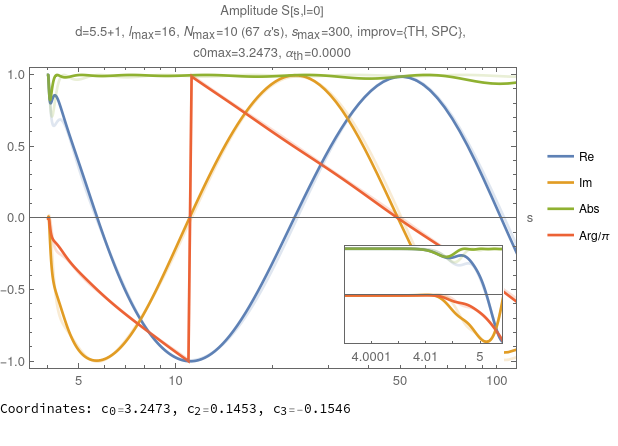 Amplitude S[s,l=0]
d=5.5+1, lmax=16, Nmax=10 (67 α's), smax=300, improv={TH, SPC},
c0max=3.2473, αth=0.0000
1.0
0.5
0.0
−0.5
−1.0
5 10 50 100
s
Re
Im
Abs
Arg/π
4.0001 4.01 5
Coordinates: c0=3.2473, c2=0.1453, c3=-0.1546